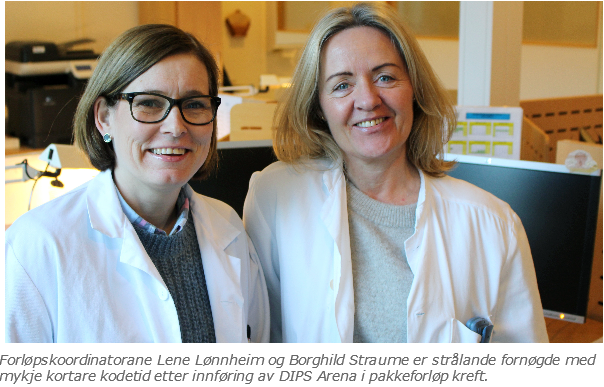 Forløpskoordinatorane Lene Lønnheim og Borghild Straume er strålande fornøgde med
mykje kortare kodetid etter innføring av DIPS Arena i pakkeforløp kreft.